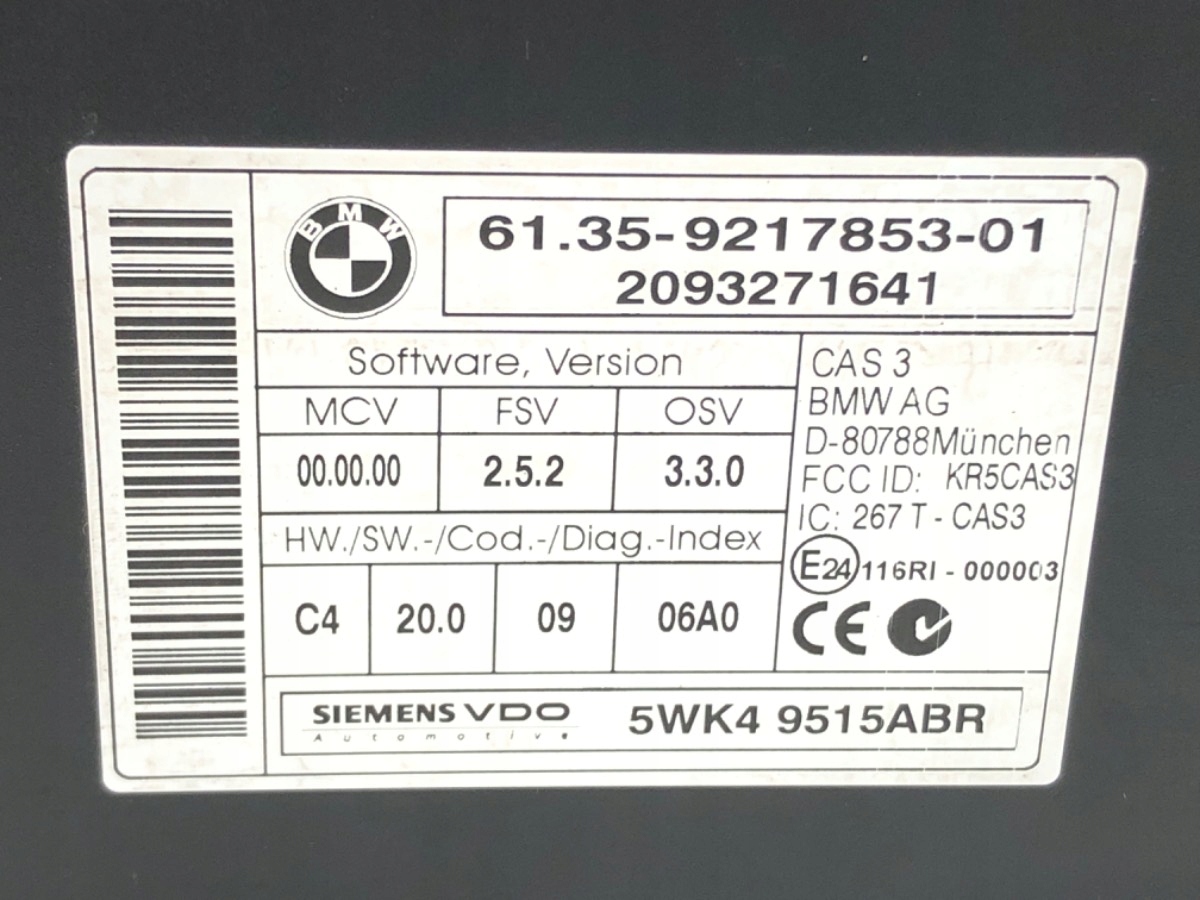 BMW
61.35-9217853-01
2093271641
Software, Version
MCV FSV OSV
00.00.00 2.5.2 3.3.0
HW./SW.-/Cod.-/Diag.-Index
C4 20.0 09 06A0
CAS 3
BMW AG
D-80788München
FCC ID: KR5CAS3
IC: 267 T - CAS3
E24 116RI - 000003
CE
SIEMENS VDO 5WK4 9515ABR
Automotive